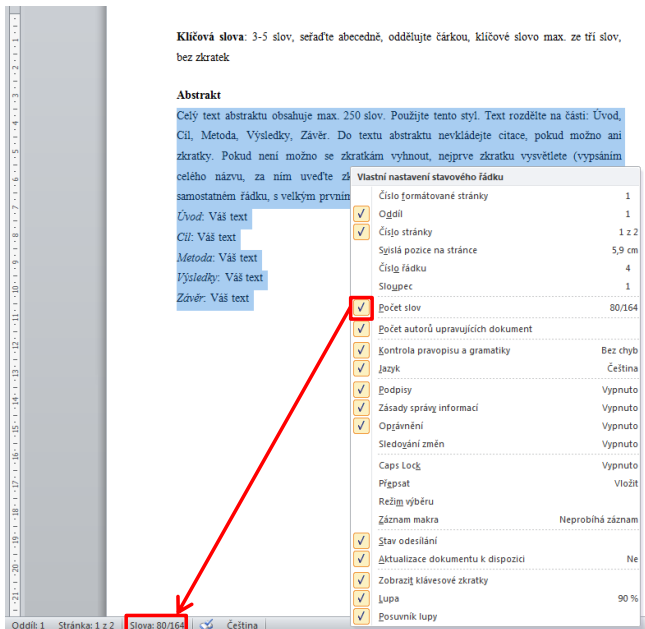 Klíčová slova: 3-5 slov, seřaďte abecedně, oddělujte čárkou, klíčové slovo max. ze tří slov,
bez zkratek
Abstrakt
Celý text abstraktu obsahuje max. 250 slov. Použijte tento styl. Text rozdělte na části: Úvod,
Cíl, Metoda, Výsledky, Závěr. Do textu abstraktu nevkládejte citace, pokud možno ani
zkratky. Pokud není možno se zkratkám vyhnout, nejprve zkratku vysvětlete (vypsáním
celého názvu, za ním uveďte zk
samostatném řádku, s velkým prvním
Úvod: Váš text
Cíl: Váš text
Metoda: Váš text
Výsledky: Váš text
Závěr: Váš text
Vlastní nastavení stavového řádku
Číslo formátované stránky 1
Oddíl 1
Číslo stránky 1 z 2
Svislá pozice na stránce 5,9 cm
Číslo řádku 4
Sloupec 1
Počet slov 80/164
Počet autorů upravujících dokument
Kontrola pravopisu a gramatiky Bez chyb
Jazyk Čeština
Podpisy Vypnuto
Zásady správy informací Vypnuto
Oprávnění Vypnuto
Sledování změn Vypnuto
Caps Lock Vypnuto
Přepsat Vložit
Režim výběru
Záznam makra Neprobíhá záznam
Stav odesílání
Aktualizace dokumentu k dispozici Ne
Zobrazit klávesové zkratky
Lupa 90 %
Posuvník lupy
Oddíl: 1 Stránka: 1 z 2 Slova: 80/164 Čeština